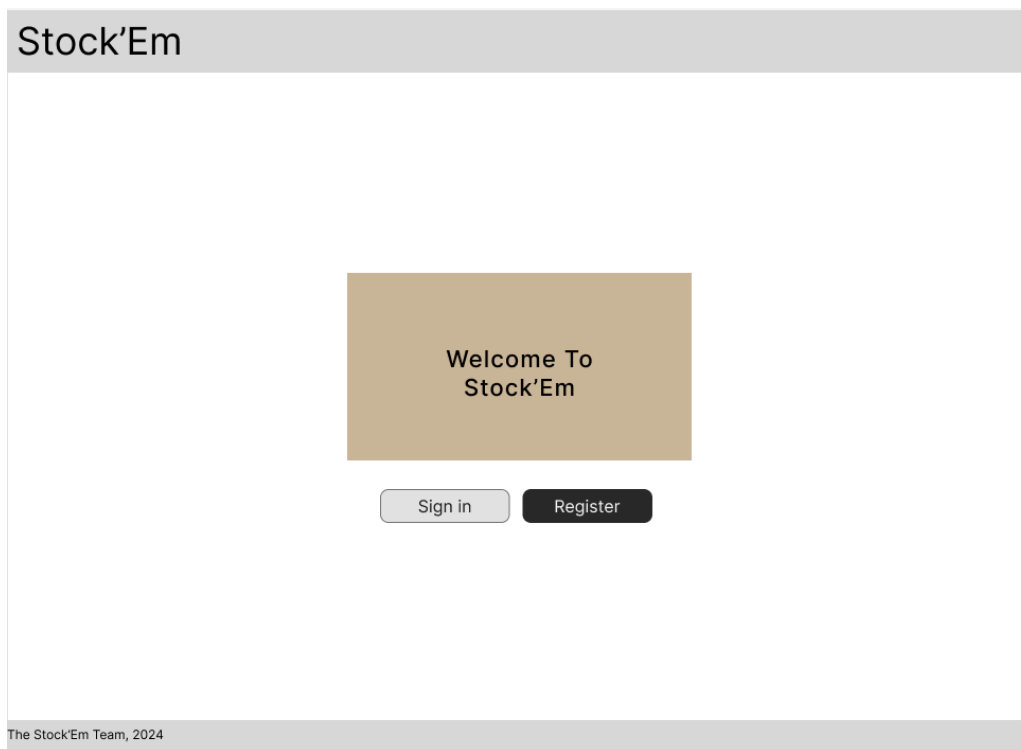 Stock’Em
Welcome To
Stock’Em
Sign in
Register
The Stock’Em Team, 2024